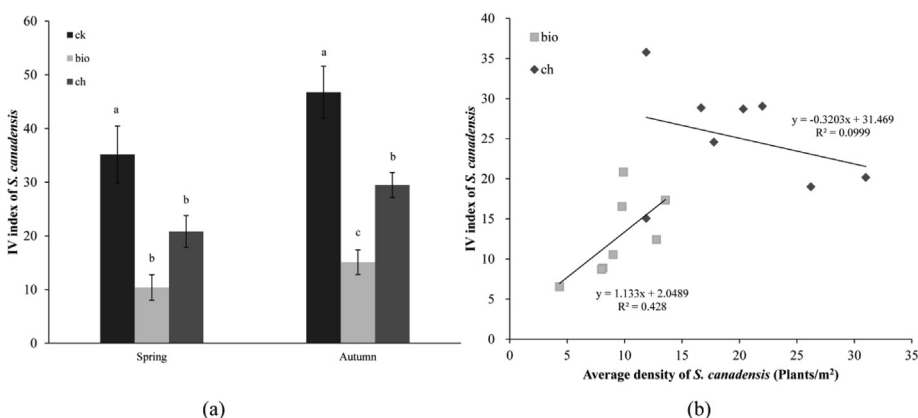 IV index of S. canadensis
60
50
40
30
20
10
0
ck
bio
ch
a
b
b
a
c
b
Spring
Autumn
(a)
IV index of S. canadensis
40
35
30
25
20
15
10
5
0
bio
ch
y = -0.3203x + 31.469
R² = 0.0999
y = 1.133x + 2.0489
R² = 0.428
0 5 10 15 20 25 30 35
Average density of S. canadensis (Plants/m²)
(b)